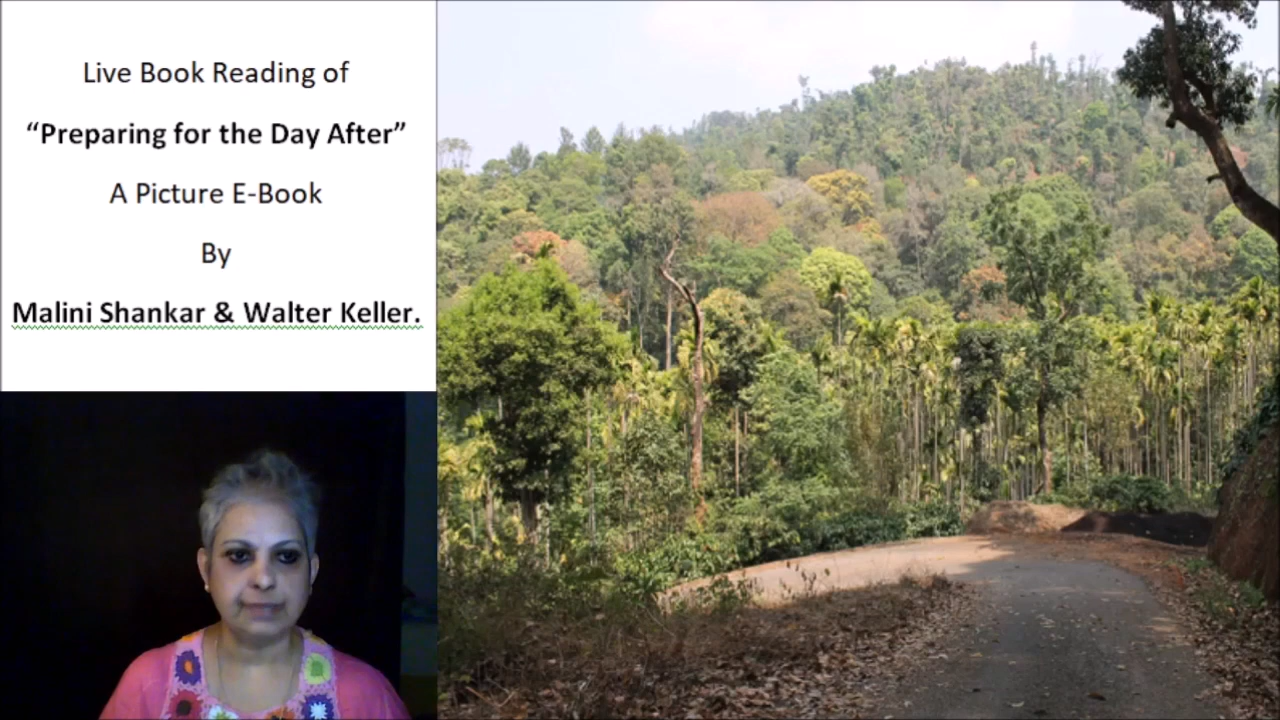 Live Book Reading of
“Preparing for the Day After”
A Picture E-Book
By
Malini Shankar & Walter Keller.